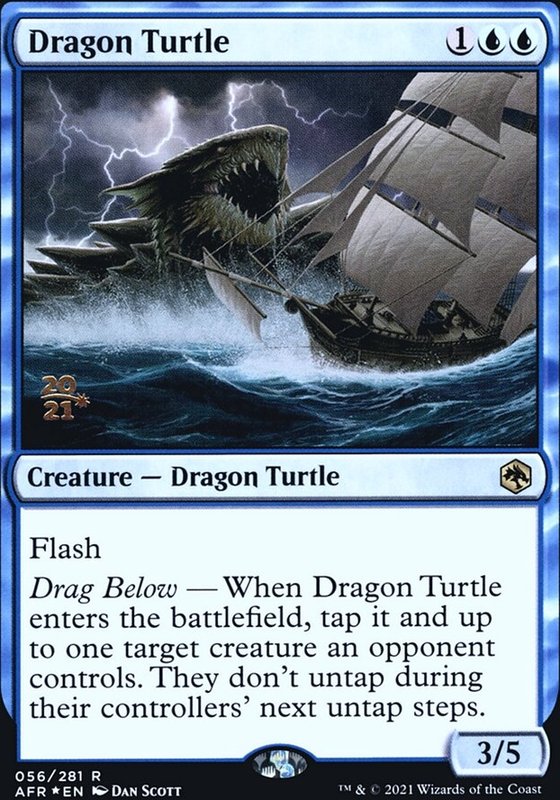 Dragon Turtle 1
20
21
Creature — Dragon Turtle
Flash
Drag Below — When Dragon Turtle
enters the battlefield, tap it and up
to one target creature an opponent
controls. They don't untap during
their controllers' next untap steps.
3/5
056/281 R
AFR ★ EN Dan Scott
™ & © 2021 Wizards of the Coast